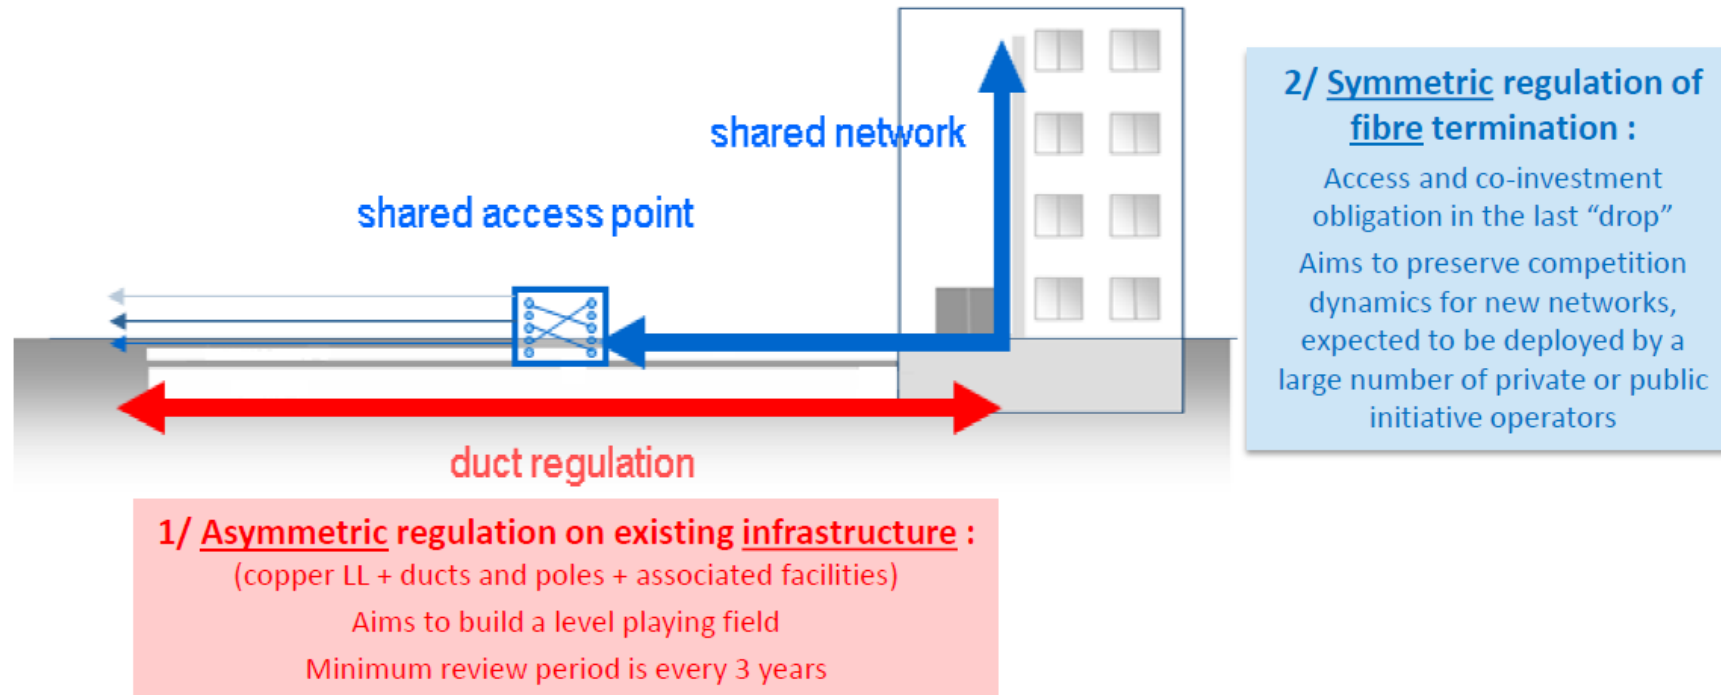 shared network
shared access point
duct regulation
1/ Asymmetric regulation on existing infrastructure :
(copper LL + ducts and poles + associated facilities)
Aims to build a level playing field
Minimum review period is every 3 years
2/ Symmetric regulation of
fibre termination :
Access and co-investment
obligation in the last “drop”
Aims to preserve competition
dynamics for new networks,
expected to be deployed by a
large number of private or public
initiative operators